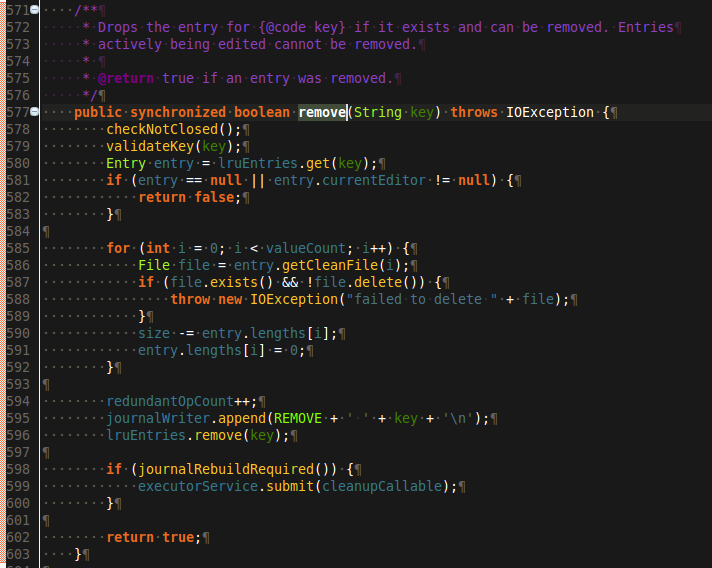 571 /**
572 * Drops the entry for {@code key} if it exists and can be removed. Entries
573 * actively being edited cannot be removed.
574 *
575 * @return true if an entry was removed.
576 */
577 public synchronized boolean remove(String key) throws IOException {
578 checkNotClosed();
579 validateKey(key);
580 Entry entry = lruEntries.get(key);
581 if (entry == null || entry.currentEditor != null) {
582 return false;
583 }
584
585 for (int i = 0; i < valueCount; i++) {
586 File file = entry.getCleanFile(i);
587 if (file.exists() && !file.delete()) {
588 throw new IOException("failed to delete " + file);
589 }
590 size -= entry.lengths[i];
591 entry.lengths[i] = 0;
592 }
593
594 redundantOpCount++;
595 journalWriter.append(REMOVE + ' ' + key + '\n');
596 lruEntries.remove(key);
597
598 if (journalRebuildRequired()) {
599 executorService.submit(cleanupCallable);
600 }
601
602 return true;
603 }